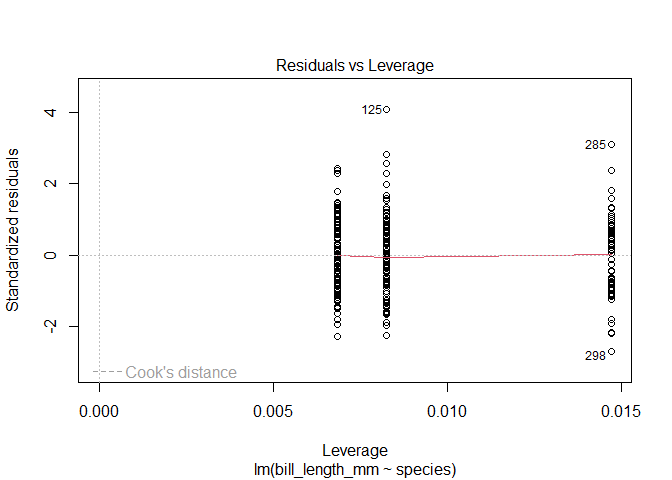 Residuals vs Leverage
Standardized residuals
4
2
0
-2
125
285
298
Cook's distance
0.000
0.005
0.010
0.015
Leverage
lm(bill_length_mm ~ species)